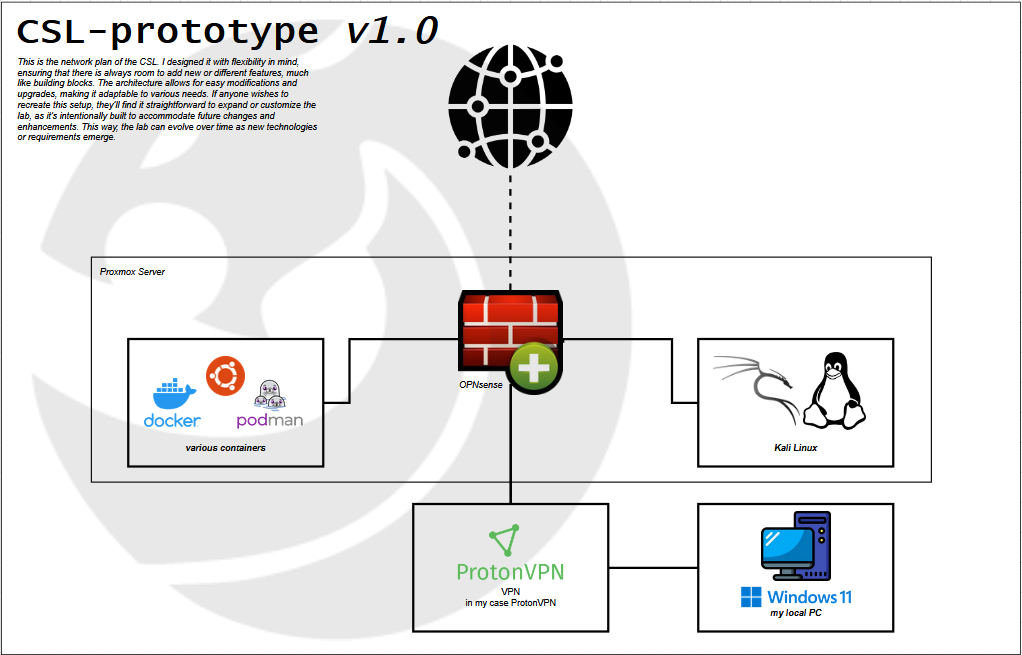 CSL-prototype v1.0
This is the network plan of the CSL. I designed it with flexibility in mind,
ensuring that there is always room to add new or different features, much
like building blocks. The architecture allows for easy modifications and
upgrades, making it adaptable to various needs. If anyone wishes to
recreate this setup, they'll find it straightforward to expand or customize the
lab, as it's intentionally built to accommodate future changes and
enhancements. This way, the lab can evolve over time as new technologies
or requirements emerge.
Proxmox Server
OPNsense
docker
podman
various containers
Kali Linux
ProtonVPN
VPN
in my case ProtonVPN
Windows 11
my local PC